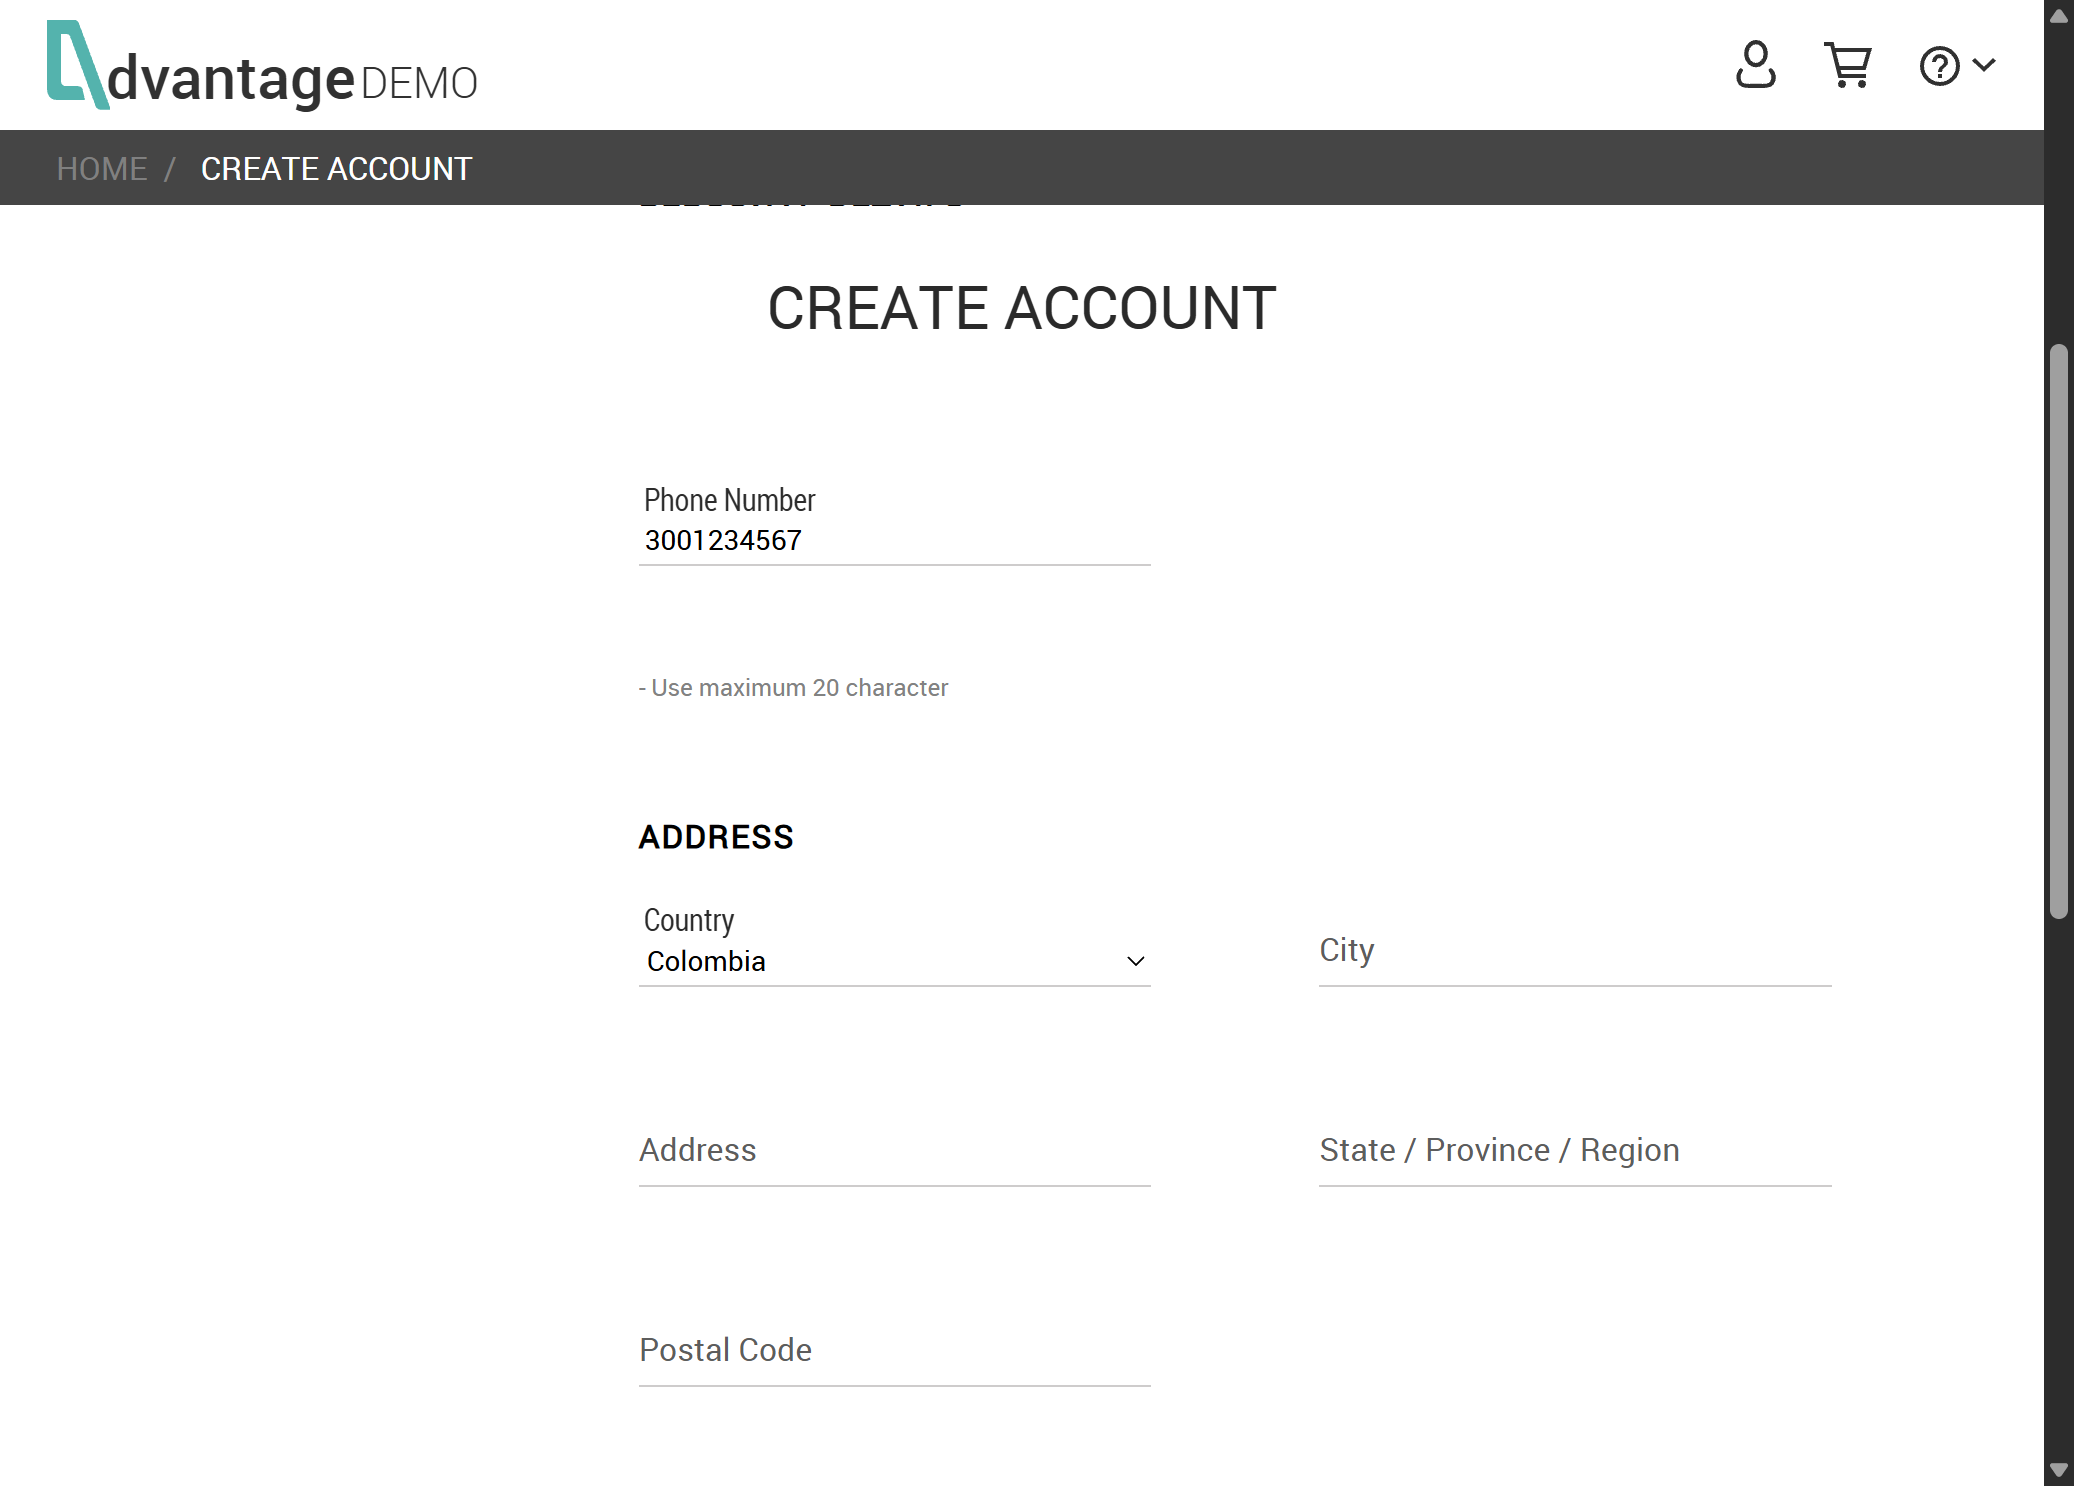 dvantage DEMO
HOME / CREATE ACCOUNT
CREATE ACCOUNT
Phone Number
3001234567
- Use maximum 20 character
ADDRESS
Country
Colombia
City
Address
State / Province / Region
Postal Code